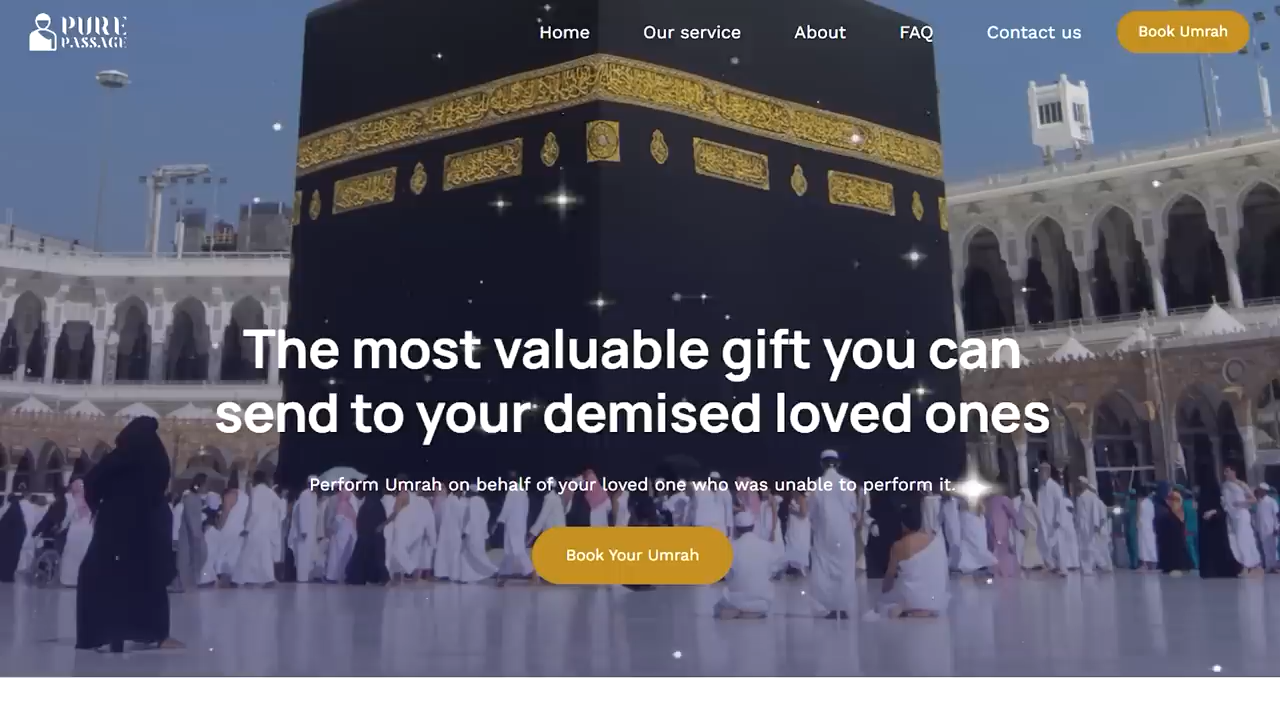 PURE
PASSAGE
Home
Our service
About
FAQ
Contact us
Book Umrah
The most valuable gift you can
send to your demised loved ones
Perform Umrah on behalf of your loved one who was unable to perform it.
Book Your Umrah